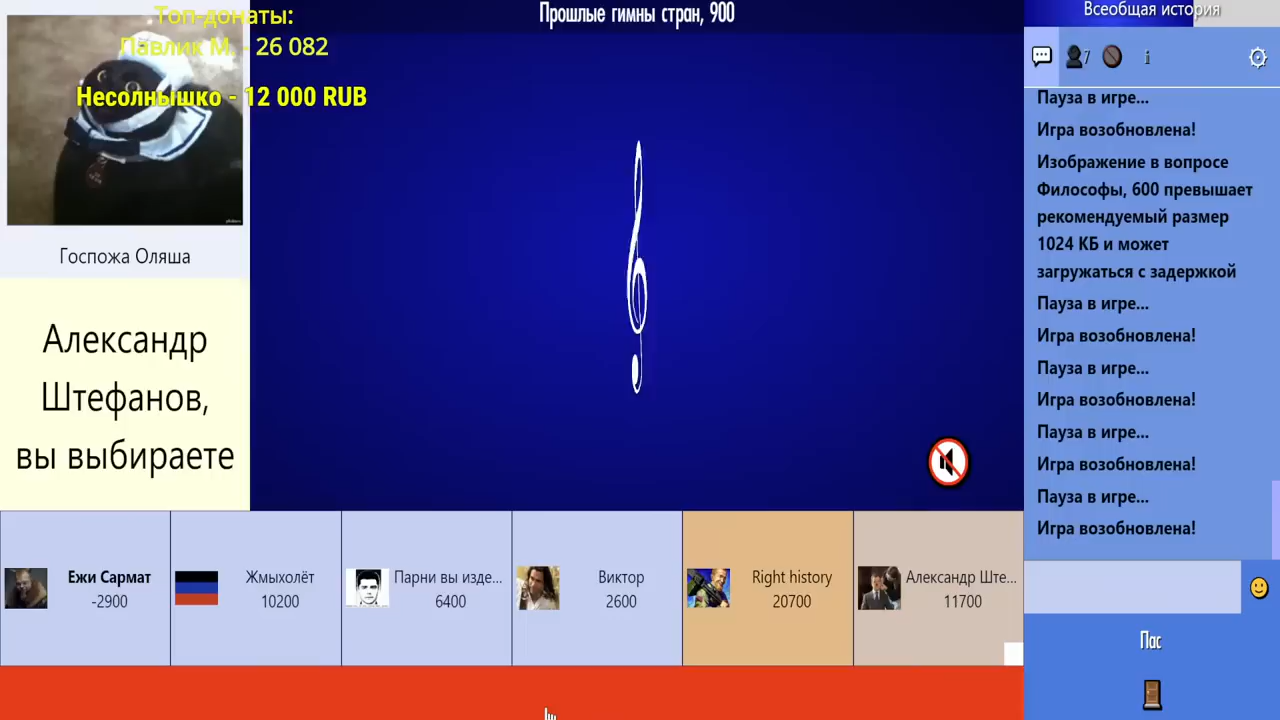 Топ-донаты:
Павлик М. - 26 082
Несолнышко - 12 000 RUB
Госпожа Оляша
Александр
Штефанов,
вы выбираете
Прошлые гимны стран, 900
Всеобщая история
7
i
Пауза в игре...
Игра возобновлена!
Изображение в вопросе
Философы, 600 превышает
рекомендуемый размер
1024 КБ и может
загружаться с задержкой
Пауза в игре...
Игра возобновлена!
Пауза в игре...
Игра возобновлена!
Пауза в игре...
Игра возобновлена!
Пауза в игре...
Игра возобновлена!
Ежи Сармат
-2900
Жмыхолёт
10200
Парни вы изде...
6400
Виктор
2600
Right history
20700
Александр Ште...
11700
Пас